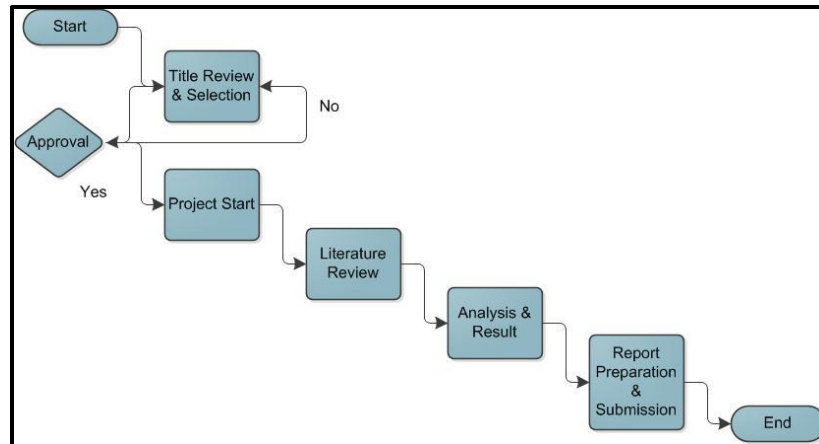 Start
Title Review
& Selection
No
Approval
Yes
Project Start
Literature
Review
Analysis &
Result
Report
Preparation
&
Submission
End